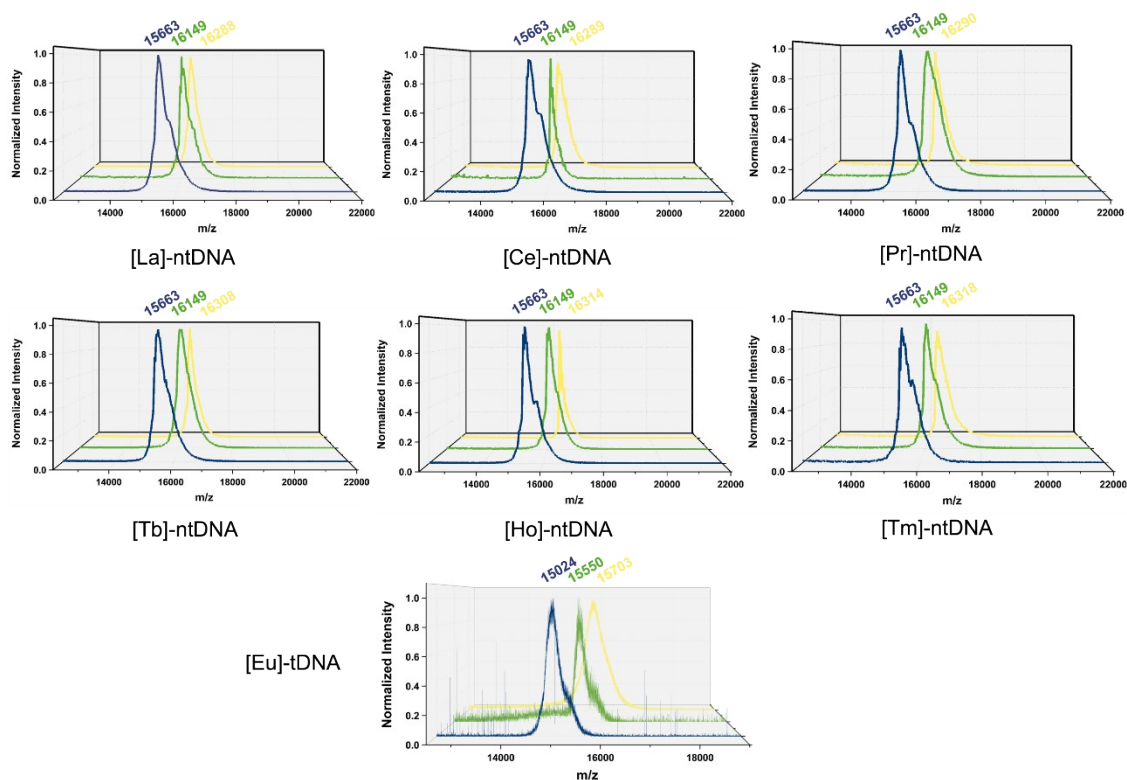 15663 16149 16288
15663 16149 16289
15663 16149 16290
Normalized Intensity
1.0
0.8
0.6
0.4
0.2
0.0
14000 16000 18000 20000 22000
m/z
[La]-ntDNA
Normalized Intensity
1.0
0.8
0.6
0.4
0.2
0.0
14000 16000 18000 20000 22000
m/z
[Ce]-ntDNA
Normalized Intensity
1.0
0.8
0.6
0.4
0.2
0.0
14000 16000 18000 20000 22000
m/z
[Pr]-ntDNA
15663 16149 16308
15663 16149 16314
15663 16149 16318
Normalized Intensity
1.0
0.8
0.6
0.4
0.2
0.0
14000 16000 18000 20000 22000
m/z
[Tb]-ntDNA
Normalized Intensity
1.0
0.8
0.6
0.4
0.2
0.0
14000 16000 18000 20000 22000
m/z
[Ho]-ntDNA
Normalized Intensity
1.0
0.8
0.6
0.4
0.2
0.0
14000 16000 18000 20000 22000
m/z
[Tm]-ntDNA
[Eu]-tDNA
15024 15550 15703
Normalized Intensity
1.0
0.8
0.6
0.4
0.2
0.0
14000 16000 18000
m/z